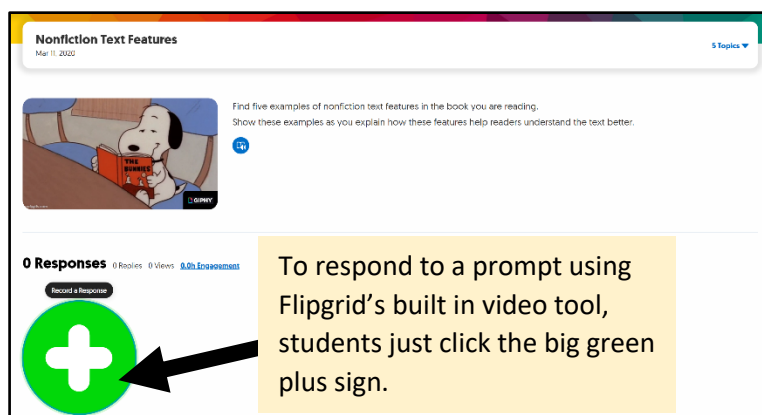 Nonfiction Text Features
Mar 11, 2020
5 Topics
Find five examples of nonfiction text features in the book you are reading.
Show these examples as you explain how these features help readers understand the text better.
THE
BUNNIES
GIPHY
0 Responses 0 Replies 0 Views 0.0h Engagement
Record a Response
To respond to a prompt using
Flipgrid’s built in video tool,
students just click the big green
plus sign.